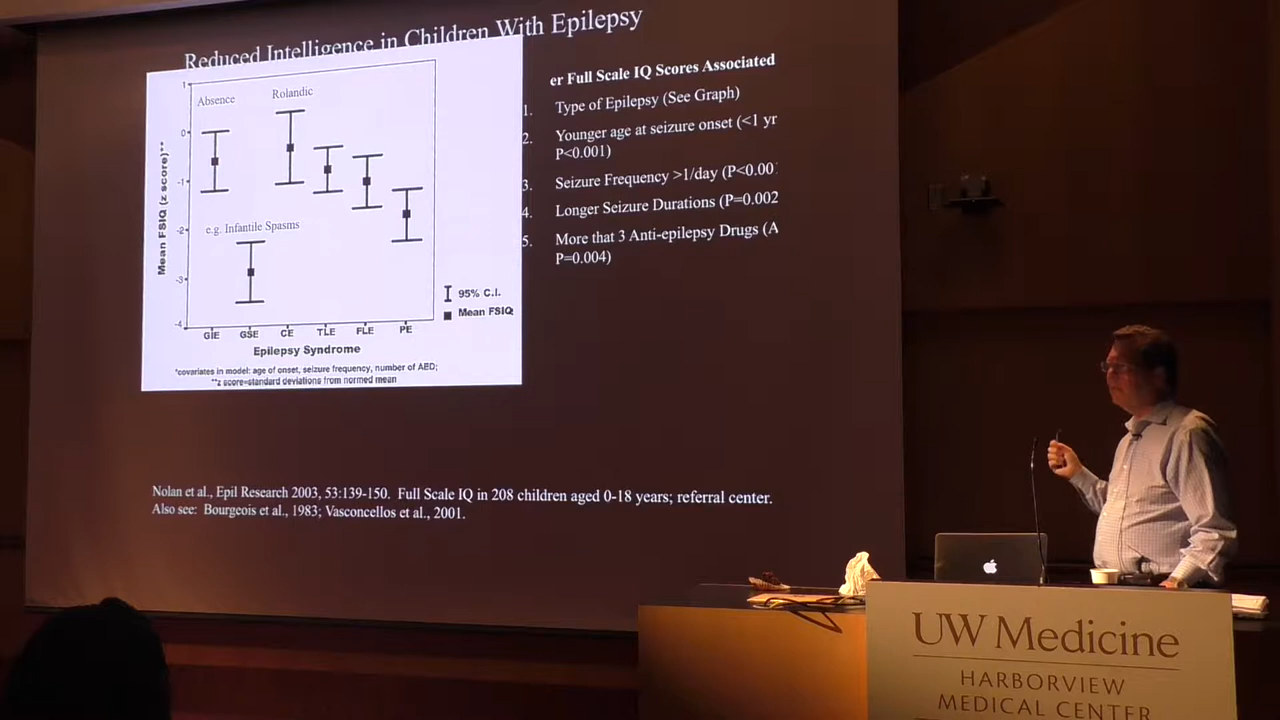 Reduced Intelligence in Children With Epilepsy
er Full Scale IQ Scores Associated
1. Type of Epilepsy (See Graph)
2. Younger age at seizure onset (<1 yr
P<0.001)
3. Seizure Frequency >1/day (P<0.00
4. Longer Seizure Durations (P=0.002
5. More that 3 Anti-epilepsy Drugs (A
P=0.004)
Absence
Rolandic
e.g. Infantile Spasms
Mean FSIQ (z score)**
1
0
-1
-2
-3
-4
GIE GSE CE TLE FLE PE
Epilepsy Syndrome
95% C.I.
Mean FSIQ
*covariates in model: age of onset, seizure frequency, number of AED;
**z score=standard deviations from normed mean
Nolan et al., Epil Research 2003, 53:139-150. Full Scale IQ in 208 children aged 0-18 years; referral center.
Also see: Bourgeois et al., 1983; Vasconcellos et al., 2001.
UW Medicine
HARBORVIEW
MEDICAL CENTER